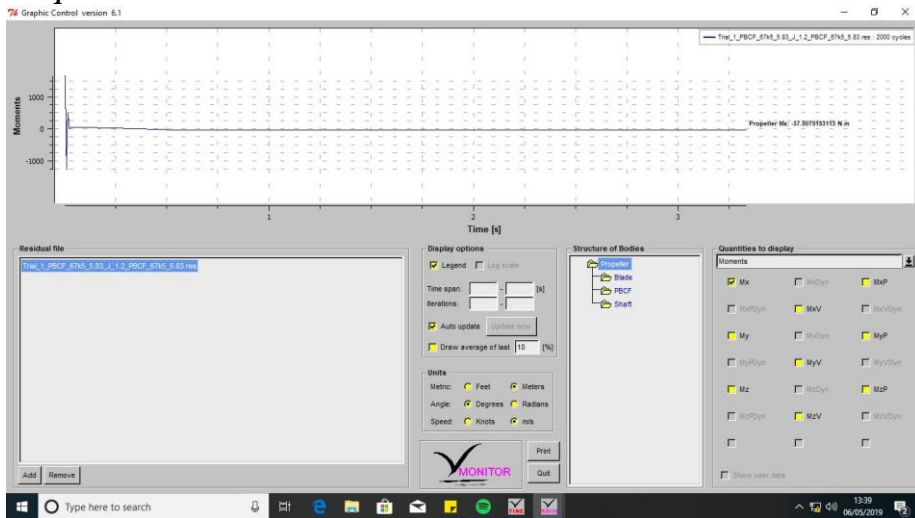 Graphic Control version 6.1
Trial_1_PBCF_67k5_5.83_J_1.2_PBCF_67k5_5.83.res : 2000 cycles
Moments
1000
0
-1000
Propeller Mx: -37.8079193113 N.m
1 2 3
Time [s]
Residual file
Trial_1_PBCF_67k5_5.83_J_1.2_PBCF_67k5_5.83.res
Add Remove
Display options
Legend Log scale
Time span: - [s]
Iterations: -
Auto update Update now
Draw average of last 10 [%]
Units
Metric: Feet Meters
Angle: Degrees Radians
Speed: Knots m/s
MONITOR
Print
Quit
Structure of Bodies
Propeller
Blade
PBCF
Shaft
Quantities to display
Moments
Mx MxDyn MxP
MxPDyn MxV MxVDyn
My MyDyn MyP
MyPDyn MyV MyVDyn
Mz MzDyn MzP
MzPDyn MzV MzVDyn
Show user data
Type here to search
13:39
06/05/2019